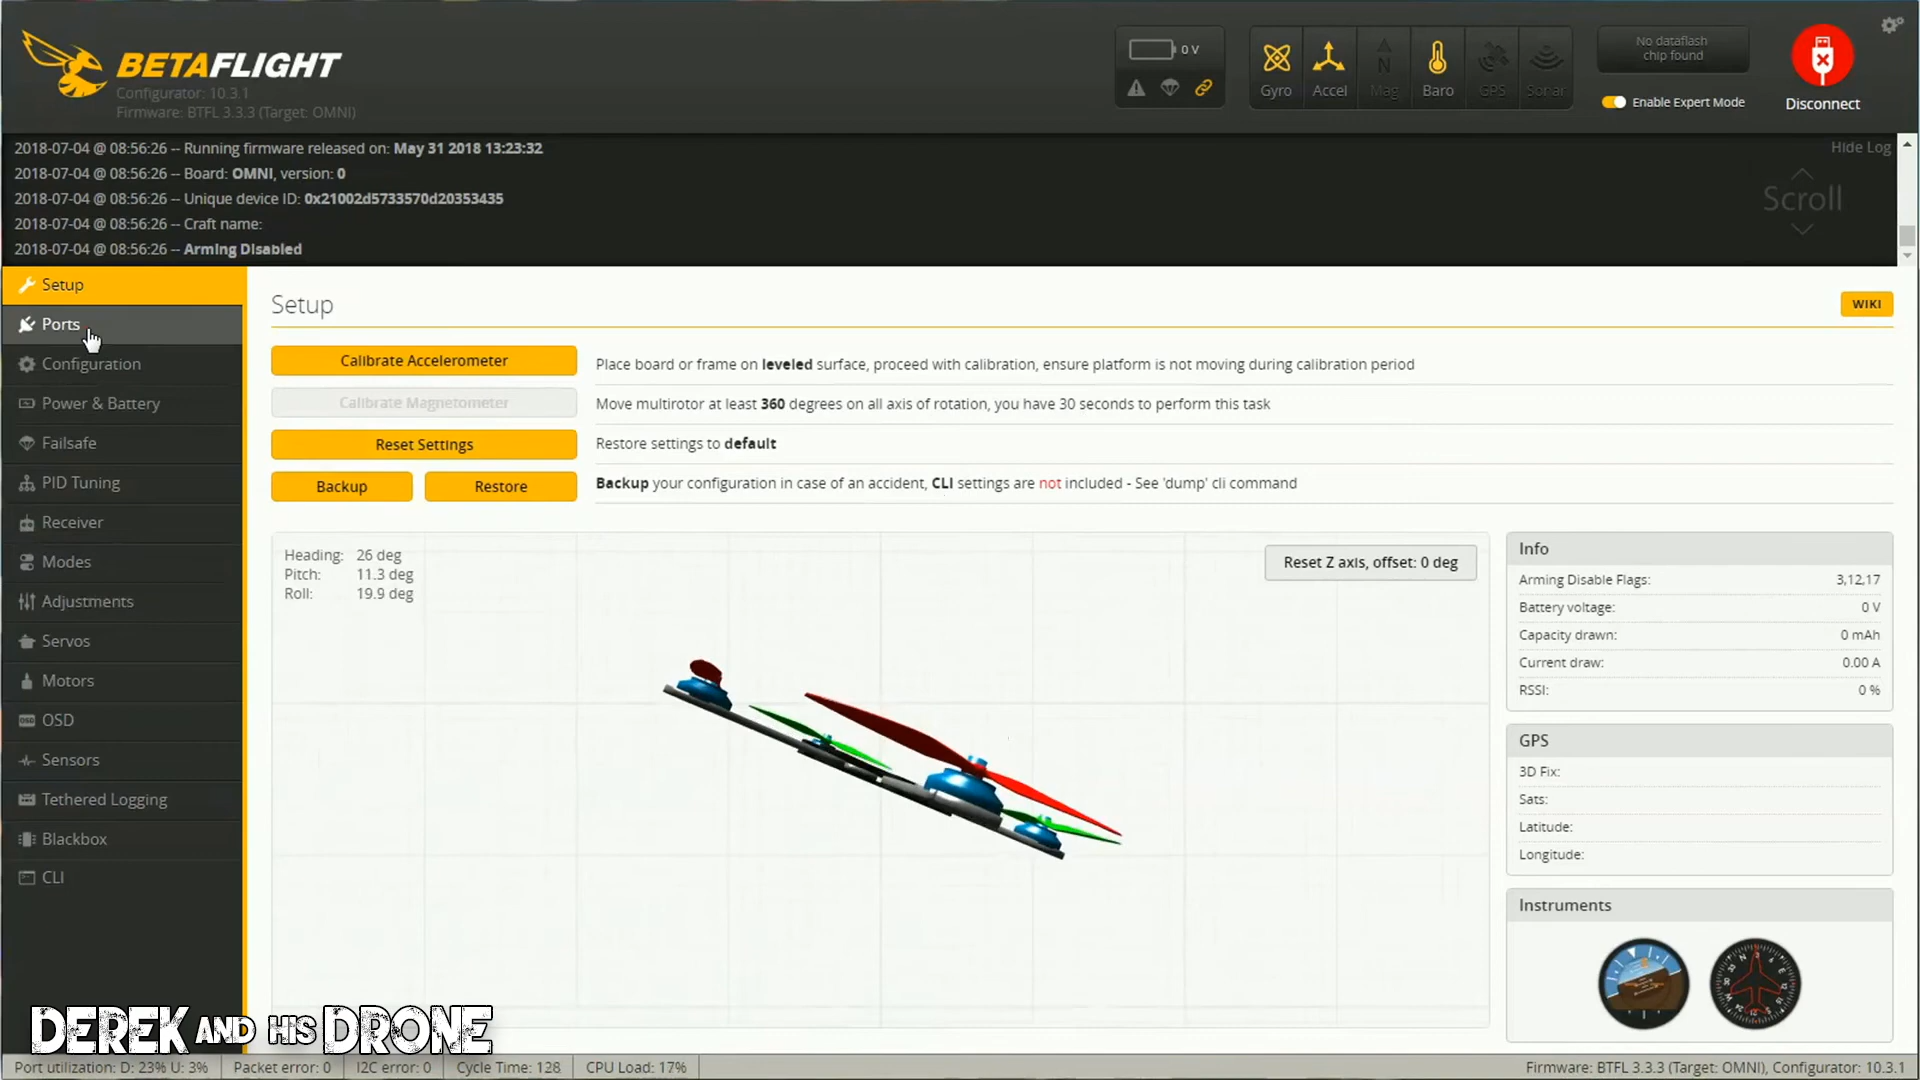 BETAFLIGHT
Configurator: 10.3.1
Firmware: BTFL 3.3.3 (Target: OMNI)
0 V
Gyro
Accel
Mag
Baro
GPS
Sonar
No dataflash
chip found
Enable Expert Mode
Disconnect
2018-07-04 @ 08:56:26 -- Running firmware released on: May 31 2018 13:23:32
2018-07-04 @ 08:56:26 -- Board: OMNI, version: 0
2018-07-04 @ 08:56:26 -- Unique device ID: 0x21002d5733570d20353435
2018-07-04 @ 08:56:26 -- Craft name:
2018-07-04 @ 08:56:26 -- Arming Disabled
Hide Log
Scroll
Setup
Ports
Configuration
Power & Battery
Failsafe
PID Tuning
Receiver
Modes
Adjustments
Servos
Motors
OSD
Sensors
Tethered Logging
Blackbox
CLI
Setup
WIKI
Calibrate Accelerometer
Place board or frame on leveled surface, proceed with calibration, ensure platform is not moving during calibration period
Calibrate Magnetometer
Move multirotor at least 360 degrees on all axis of rotation, you have 30 seconds to perform this task
Reset Settings
Restore settings to default
Backup
Restore
Backup your configuration in case of an accident, CLI settings are not included - See 'dump' cli command
Heading: 26 deg
Pitch: 11.3 deg
Roll: 19.9 deg
Reset Z axis, offset: 0 deg
Info
Arming Disable Flags: 3,12,17
Battery voltage: 0 V
Capacity drawn: 0 mAh
Current draw: 0.00 A
RSSI: 0 %
GPS
3D Fix:
Sats:
Latitude:
Longitude:
Instruments
DEREK AND HIS DRONE
Port utilization: D: 23% U: 3%
Packet error: 0
I2C error: 0
Cycle Time: 128
CPU Load: 17%
Firmware: BTFL 3.3.3 (Target: OMNI), Configurator: 10.3.1